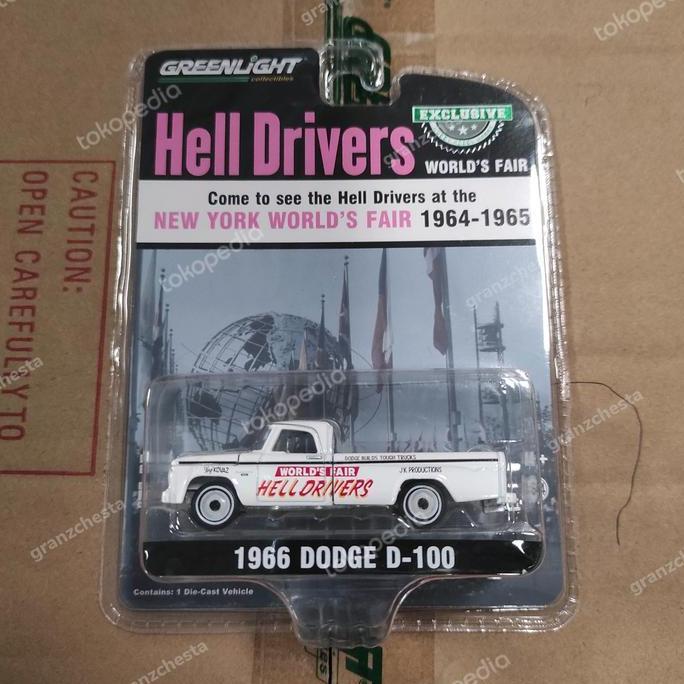 GREENLIGHT
collectibles
EXCLUSIVE
Hell Drivers
WORLD'S FAIR
Come to see the Hell Drivers at the
NEW YORK WORLD'S FAIR 1964-1965
DODGE BUILDS TOUGH TRUCKS
KOVAZ
WORLD'S FAIR
HELL DRIVERS
JK PRODUCTIONS
1966 DODGE D-100
Contains: 1 Die-Cast Vehicle
CAUTION:
OPEN CAREFULLY TO
tokopedia
granzchesta